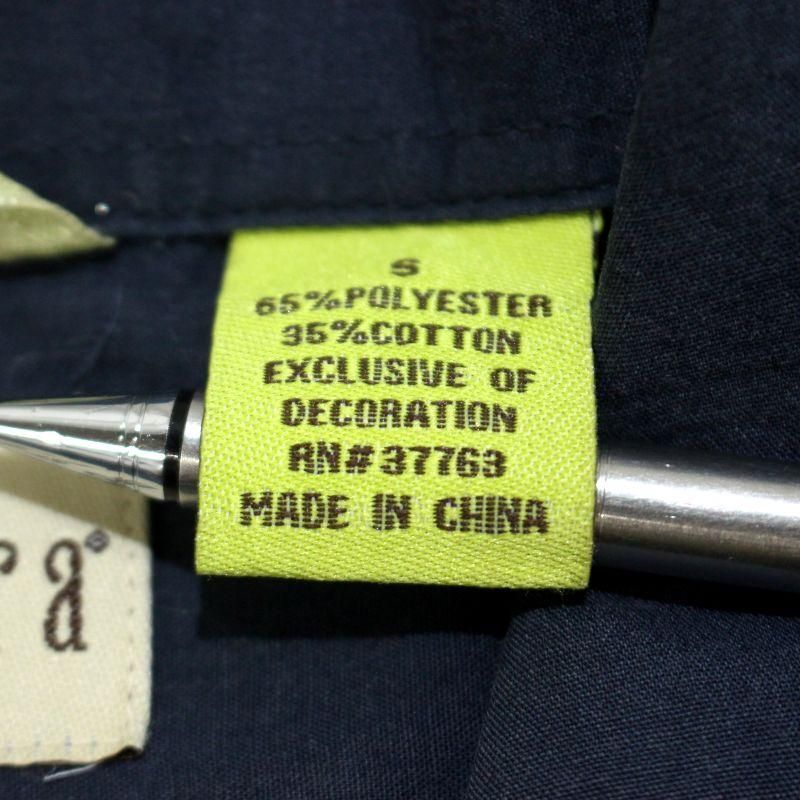 S
65%POLYESTER
35%COTTON
EXCLUSIVE OF
DECORATION
RN#37763
MADE IN CHINA
a®